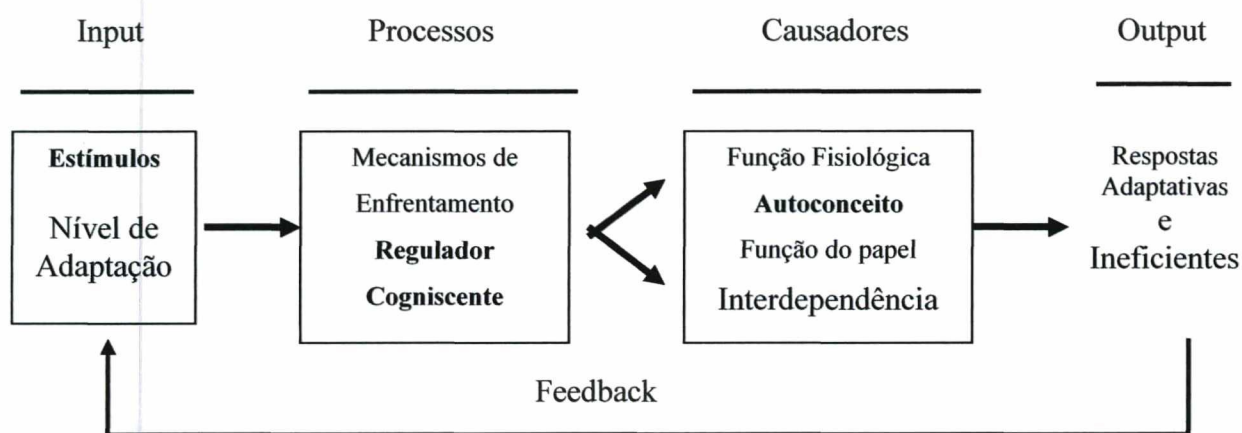 Input
Processos
Causadores
Output
Estímulos
Nível de
Adaptação
Mecanismos de
Enfrentamento
Regulador
Cogniscente
Função Fisiológica
Autoconceito
Função do papel
Interdependência
Respostas
Adaptativas
e
Ineficientes
Feedback